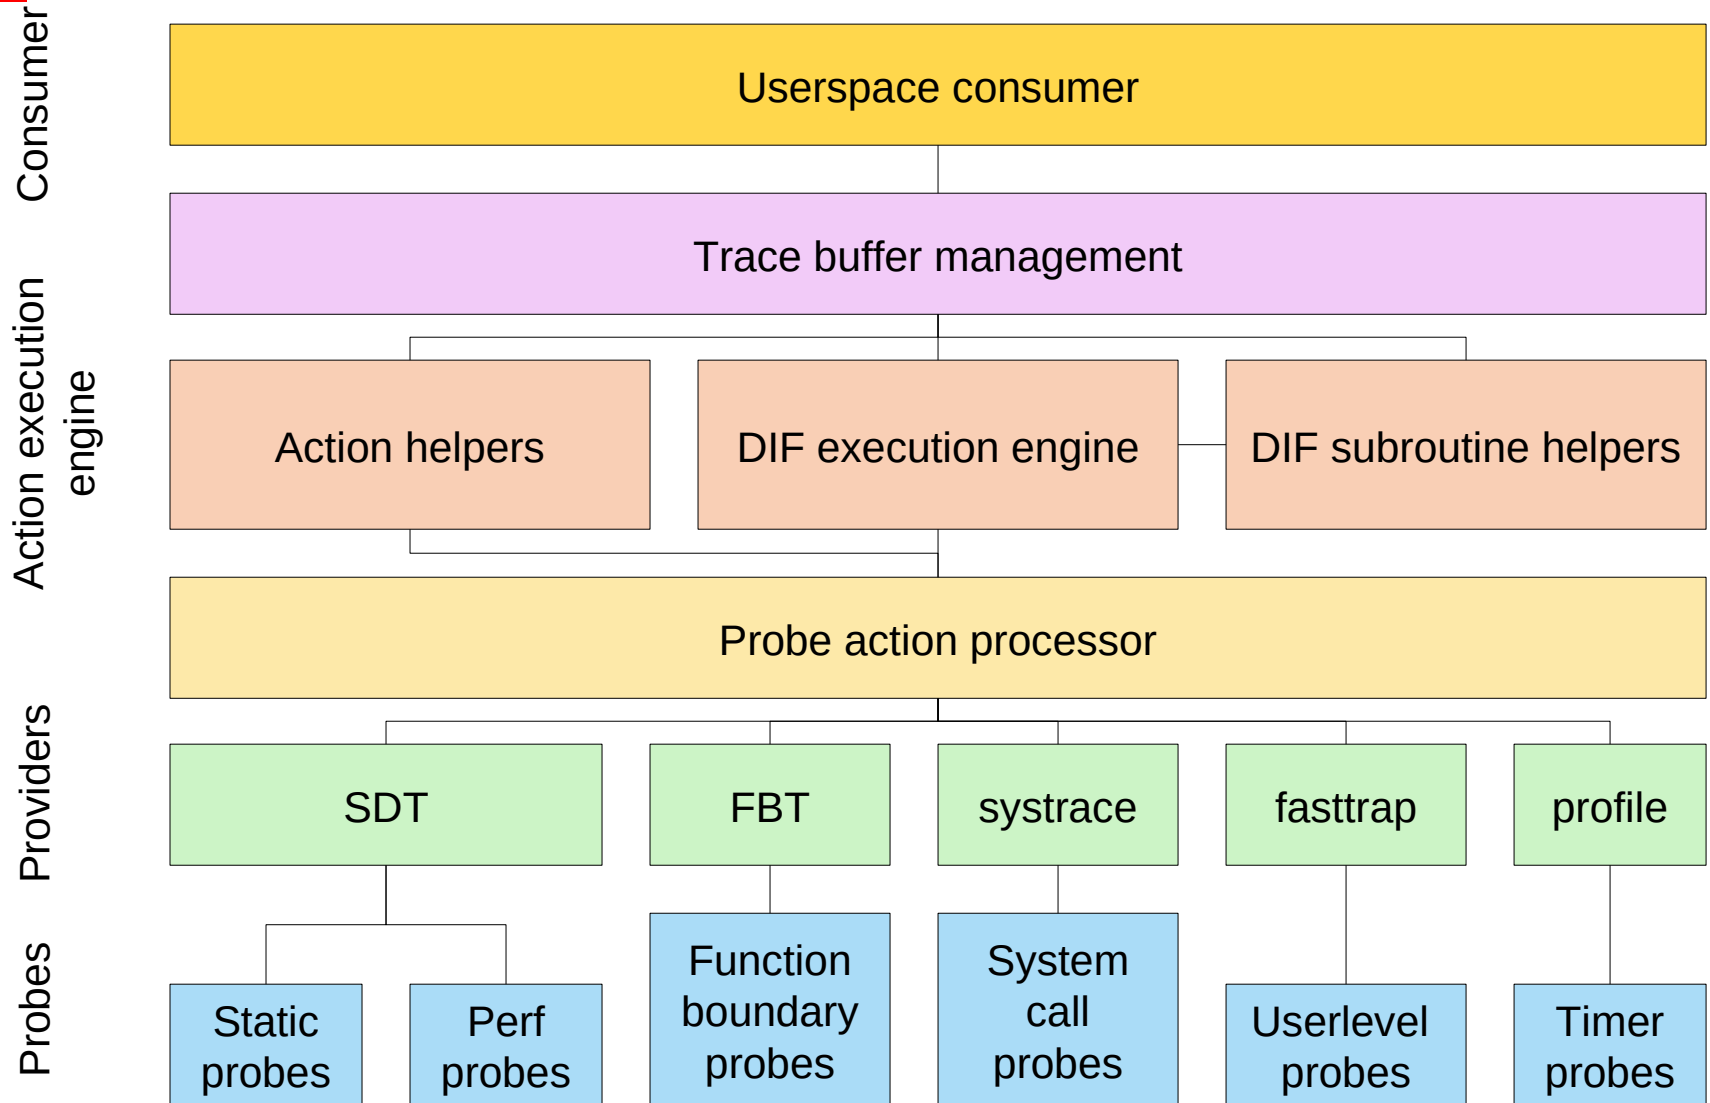 Consumer
Userspace consumer
Trace buffer management
Action execution
engine
Action helpers
DIF execution engine
DIF subroutine helpers
Probe action processor
Providers
SDT
FBT
systrace
fasttrap
profile
Probes
Static
probes
Perf
probes
Function
boundary
probes
System
call
probes
Userlevel
probes
Timer
probes